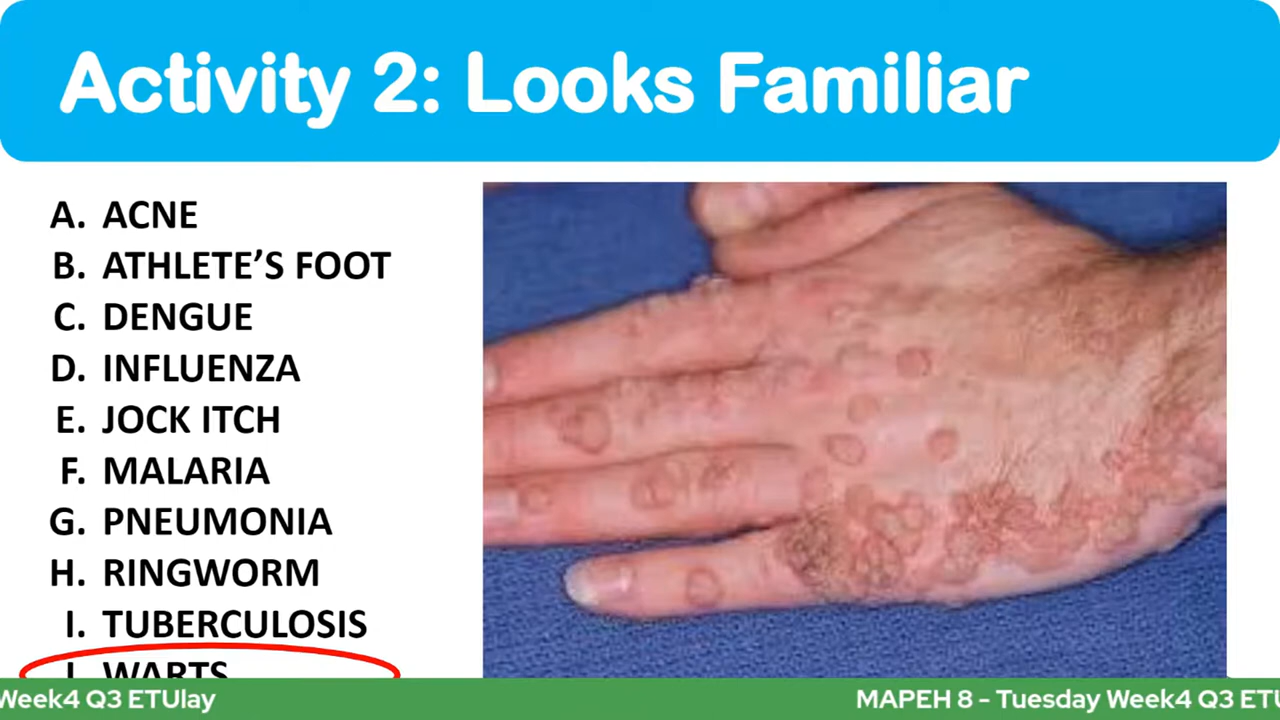 Activity 2: Looks Familiar
A. ACNE
B. ATHLETE’S FOOT
C. DENGUE
D. INFLUENZA
E. JOCK ITCH
F. MALARIA
G. PNEUMONIA
H. RINGWORM
I. TUBERCULOSIS
J. WARTS
Week4 Q3 ETUlay MAPEH 8 - Tuesday Week4 Q3 ETU